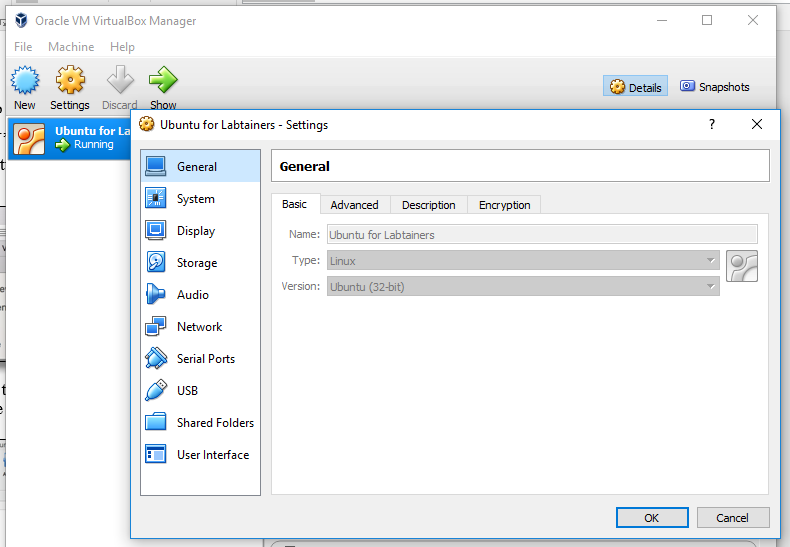 Oracle VM VirtualBox Manager
File Machine Help
New Settings Discard Show Details Snapshots
Ubuntu for La
Running
Ubuntu for Labtainers - Settings ?
General
System
Display
Storage
Audio
Network
Serial Ports
USB
Shared Folders
User Interface
General
Basic Advanced Description Encryption
Name: Ubuntu for Labtainers
Type: Linux
Version: Ubuntu (32-bit)
OK Cancel